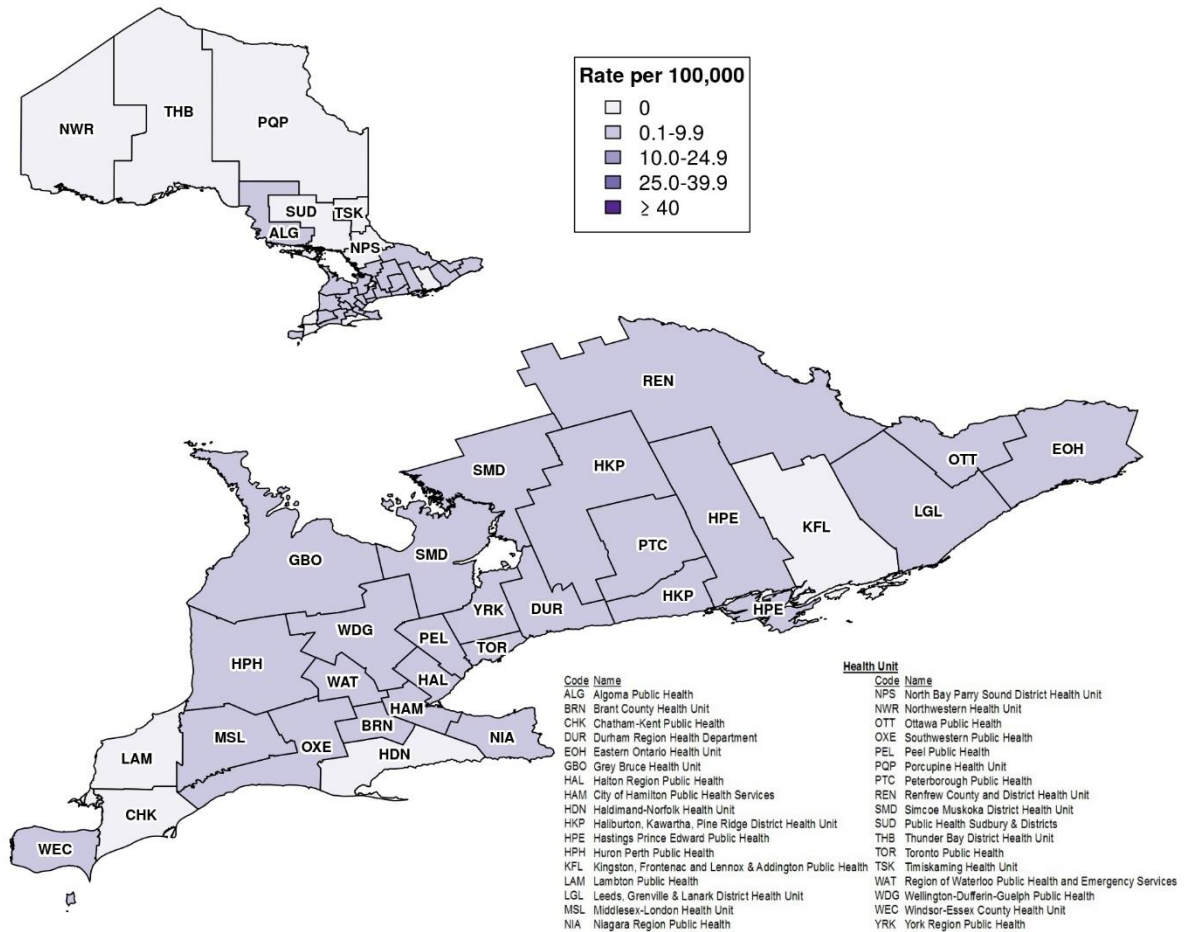 Rate per 100,000
0
0.1-9.9
10.0-24.9
25.0-39.9
≥ 40
NWR
THB
PQP
SUD
TSK
ALG
NPS
REN
SMD
HKP
OTT
EOH
HPE
KFL
LGL
GBO
SMD
PTC
HKP
HPE
YRK
DUR
WDG
PEL
TOR
HPH
WAT
HAL
HAM
MSL
OXE
BRN
NIA
LAM
HDN
CHK
WEC
Health Unit
Code Name
ALG Algoma Public Health
BRN Brant County Health Unit
CHK Chatham-Kent Public Health
DUR Durham Region Health Department
EOH Eastern Ontario Health Unit
GBO Grey Bruce Health Unit
HAL Halton Region Public Health
HAM City of Hamilton Public Health Services
HDN Haldimand-Norfolk Health Unit
HKP Haliburton, Kawartha, Pine Ridge District Health Unit
HPE Hastings Prince Edward Public Health
HPH Huron Perth Public Health
KFL Kingston, Frontenac and Lennox & Addington Public Health
LAM Lambton Public Health
LGL Leeds, Grenville & Lanark District Health Unit
MSL Middlesex-London Health Unit
NIA Niagara Region Public Health
Code Name
NPS North Bay Parry Sound District Health Unit
NWR Northwestern Health Unit
OTT Ottawa Public Health
OXE Southwestern Public Health
PEL Peel Public Health
PQP Porcupine Health Unit
PTC Peterborough Public Health
REN Renfrew County and District Health Unit
SMD Simcoe Muskoka District Health Unit
SUD Public Health Sudbury & Districts
THB Thunder Bay District Health Unit
TOR Toronto Public Health
TSK Timiskaming Health Unit
WAT Region of Waterloo Public Health and Emergency Services
WDG Wellington-Dufferin-Guelph Public Health
WEC Windsor-Essex County Health Unit
YRK York Region Public Health